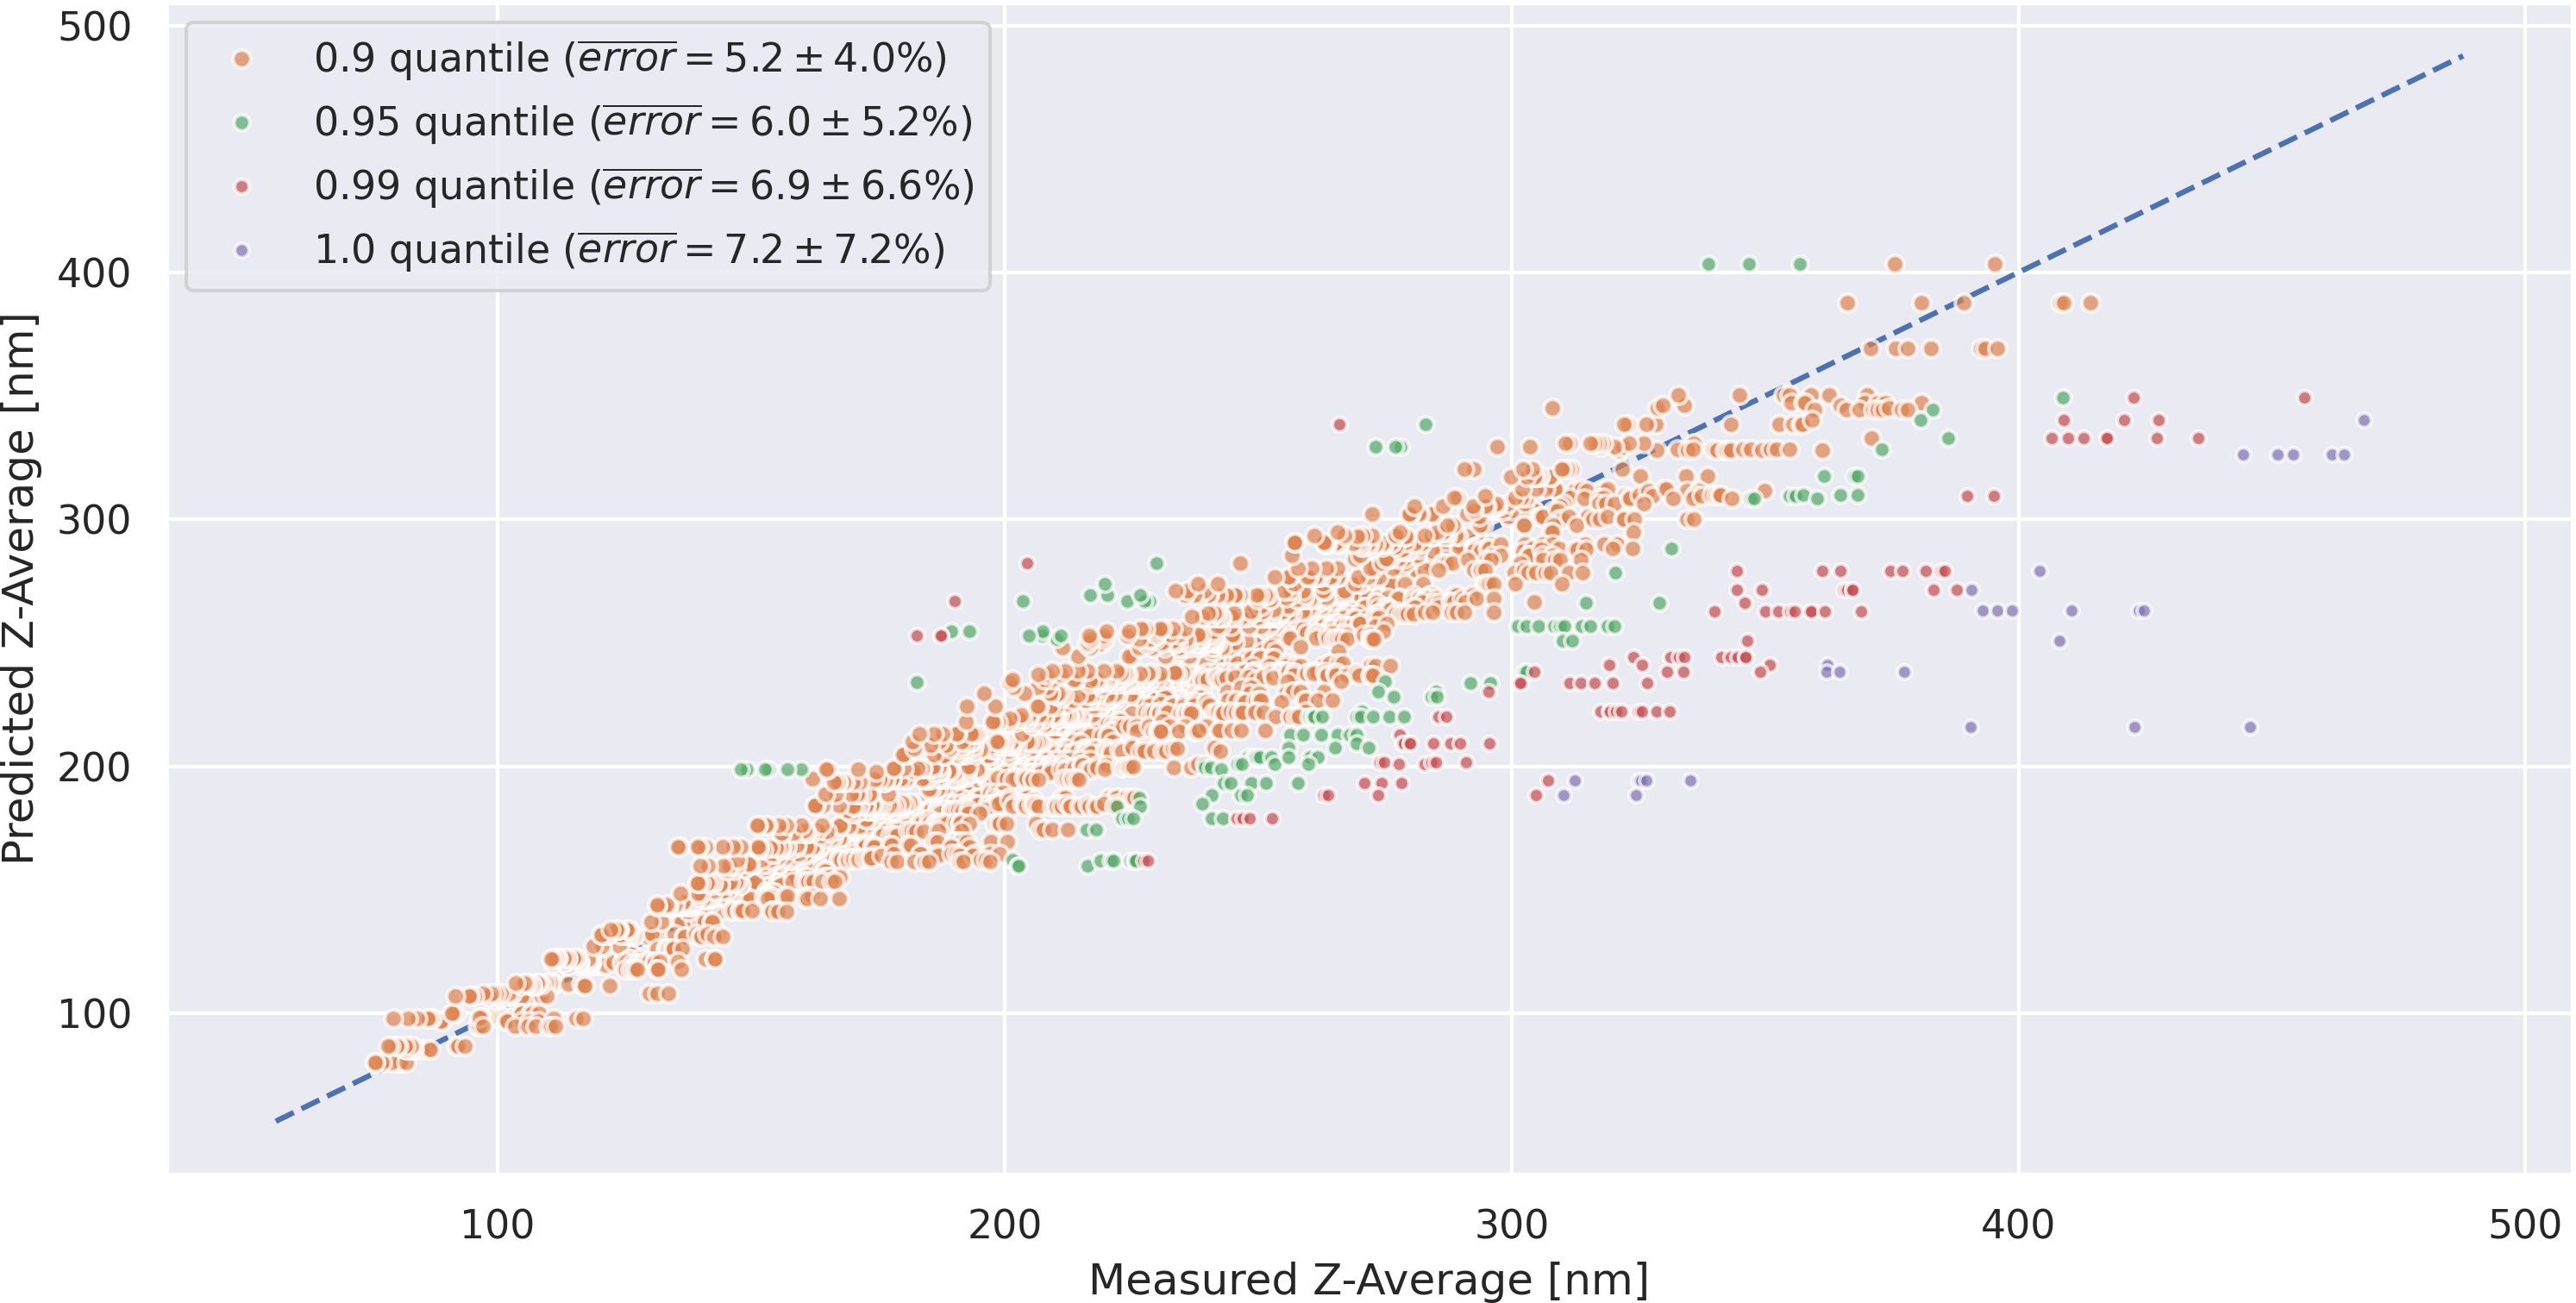 0.9 quantile (error = 5.2 ± 4.0%)
0.95 quantile (error = 6.0 ± 5.2%)
0.99 quantile (error = 6.9 ± 6.6%)
1.0 quantile (error = 7.2 ± 7.2%)
Predicted Z-Average [nm]
500
400
300
200
100
100
200
300
400
500
Measured Z-Average [nm]